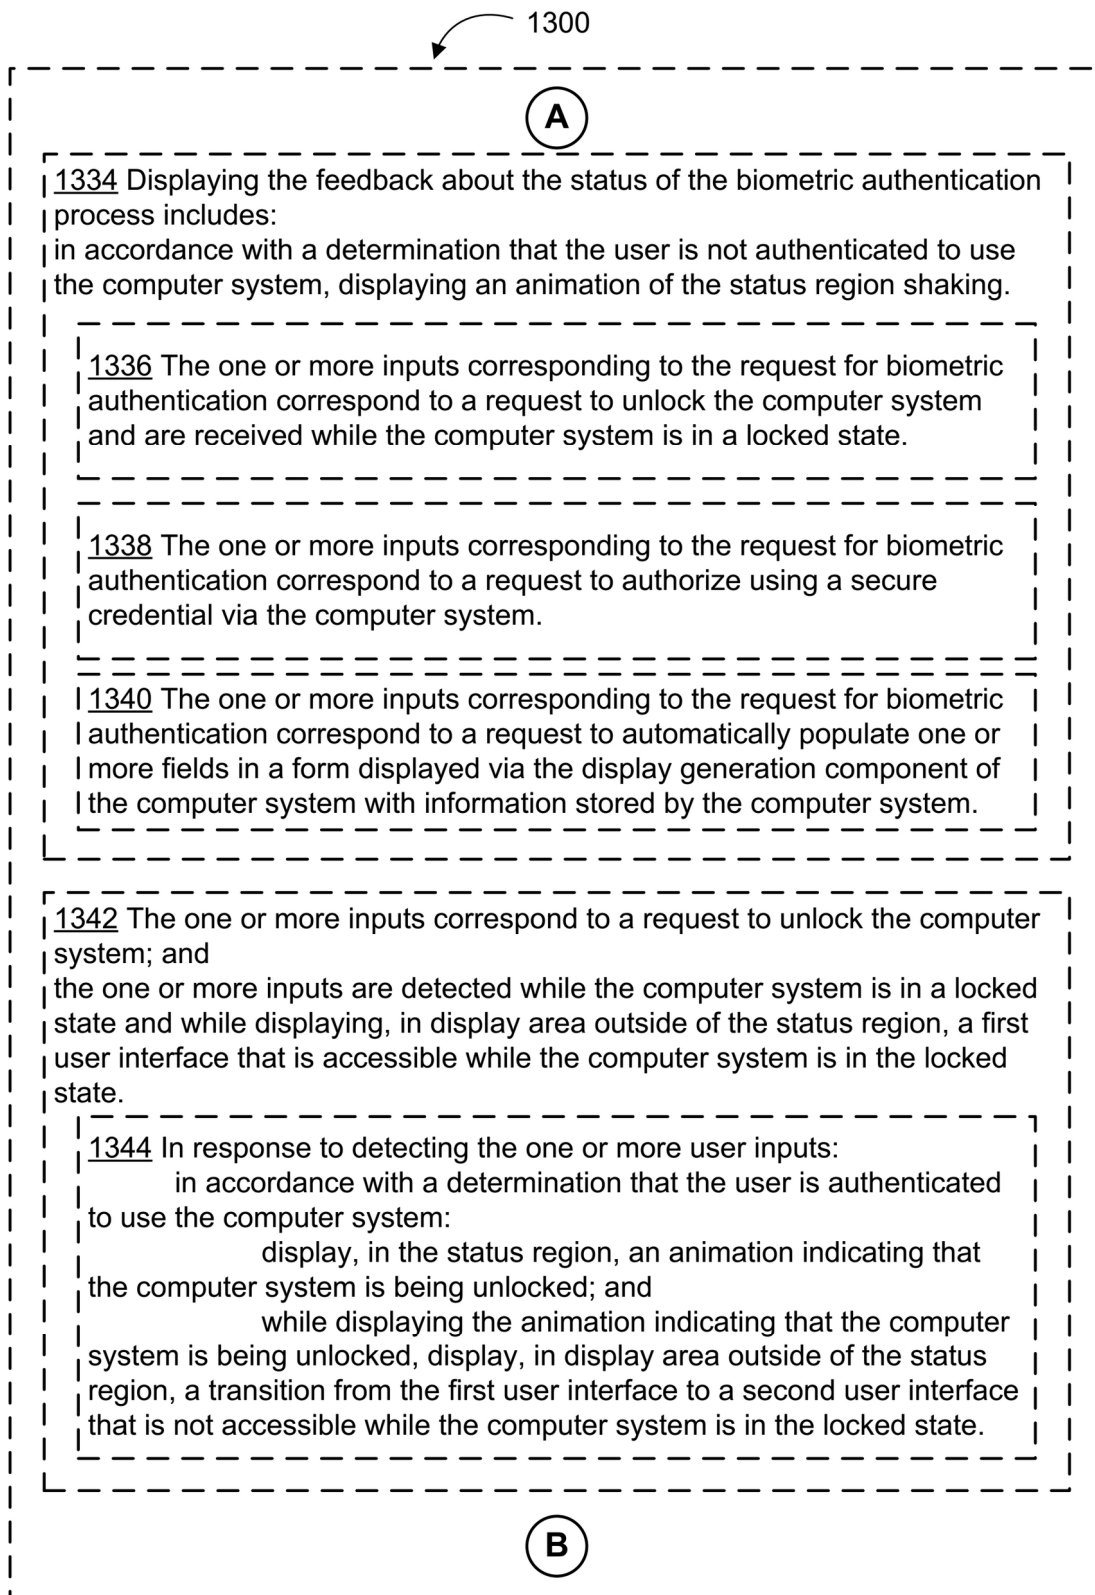 1300
A
1334 Displaying the feedback about the status of the biometric authentication
process includes:
in accordance with a determination that the user is not authenticated to use
the computer system, displaying an animation of the status region shaking.
1336 The one or more inputs corresponding to the request for biometric
authentication correspond to a request to unlock the computer system
and are received while the computer system is in a locked state.
1338 The one or more inputs corresponding to the request for biometric
authentication correspond to a request to authorize using a secure
credential via the computer system.
1340 The one or more inputs corresponding to the request for biometric
authentication correspond to a request to automatically populate one or
more fields in a form displayed via the display generation component of
the computer system with information stored by the computer system.
1342 The one or more inputs correspond to a request to unlock the computer
system; and
the one or more inputs are detected while the computer system is in a locked
state and while displaying, in display area outside of the status region, a first
user interface that is accessible while the computer system is in the locked
state.
1344 In response to detecting the one or more user inputs:
in accordance with a determination that the user is authenticated
to use the computer system:
display, in the status region, an animation indicating that
the computer system is being unlocked; and
while displaying the animation indicating that the computer
system is being unlocked, display, in display area outside of the status
region, a transition from the first user interface to a second user interface
that is not accessible while the computer system is in the locked state.
B